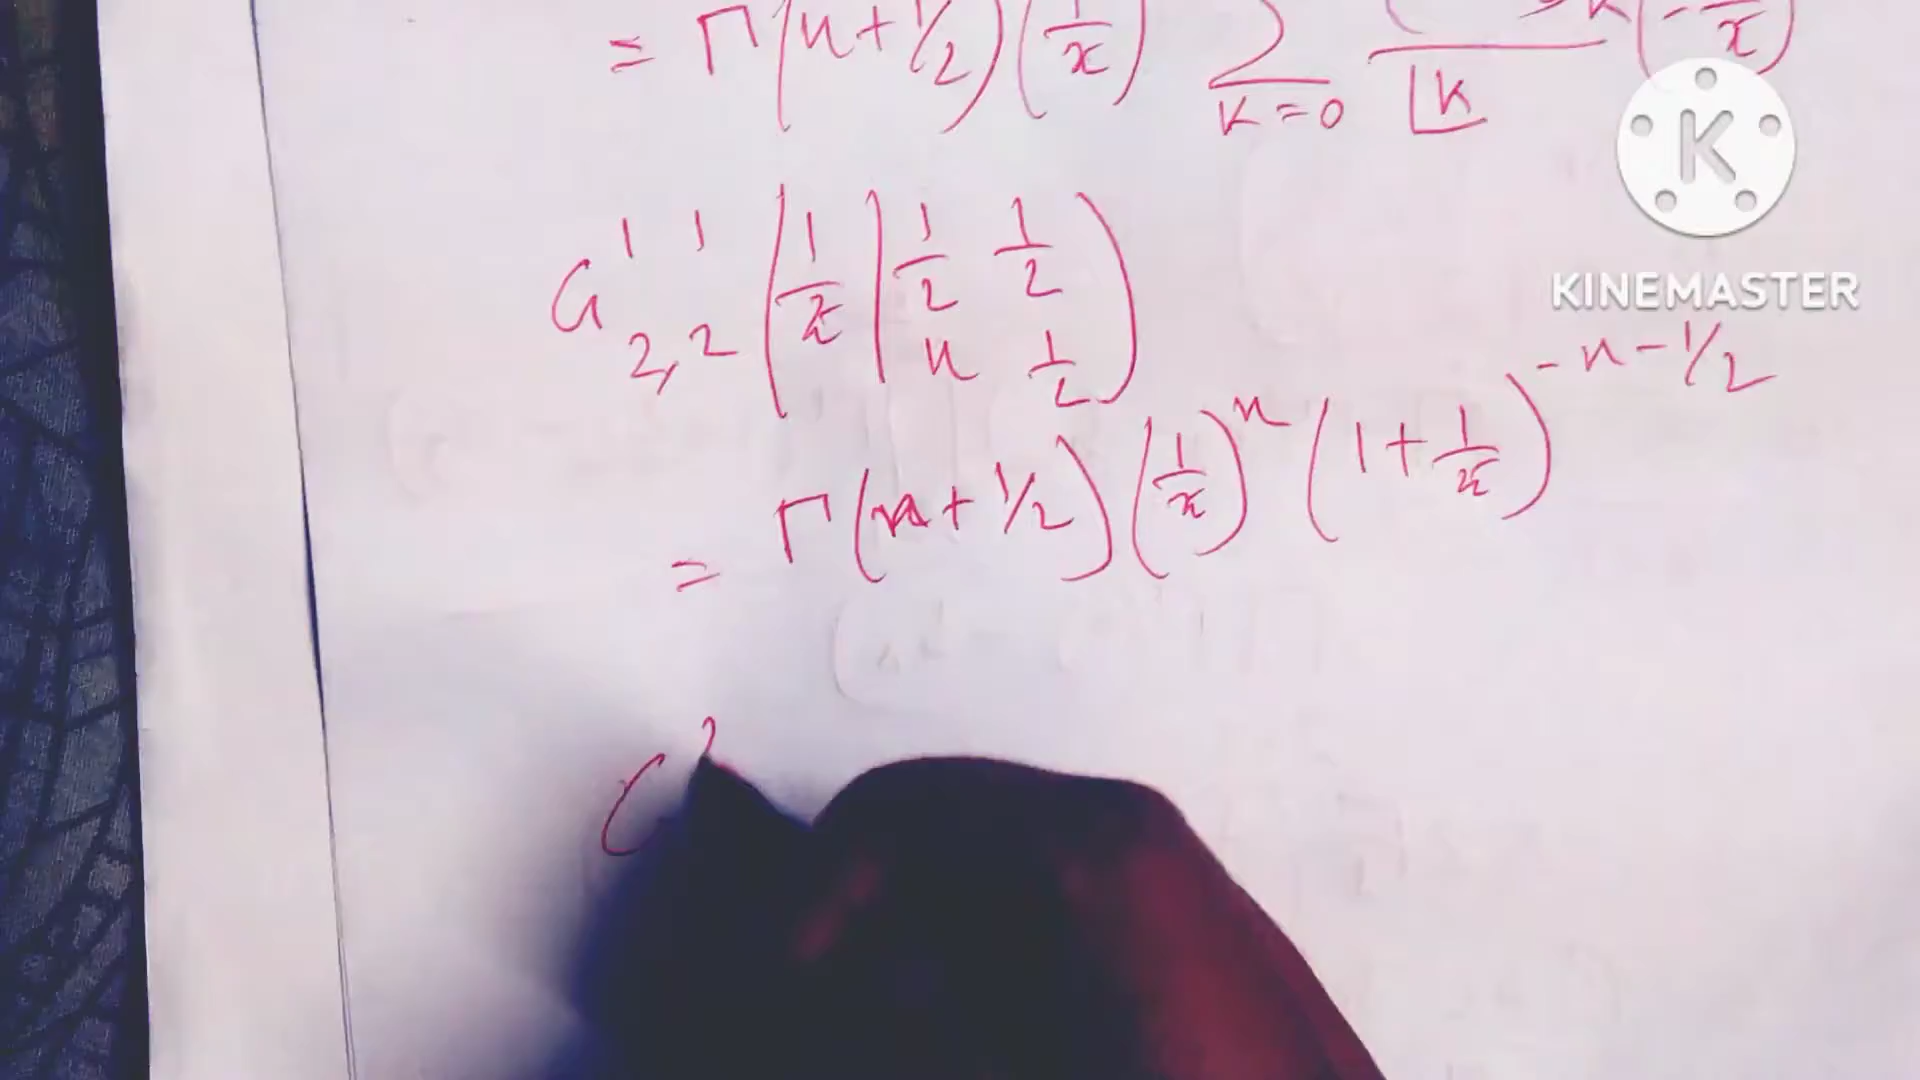 = Γ(n+1/2) (1/x) ∑ k=0 k (-1/x)
K
KINEMASTER
G 1 1 2,2 (1/x | 1/2 1/2 n 1/2)
= Γ(n+1/2) (1/x)^n (1+1/x)^-n-1/2